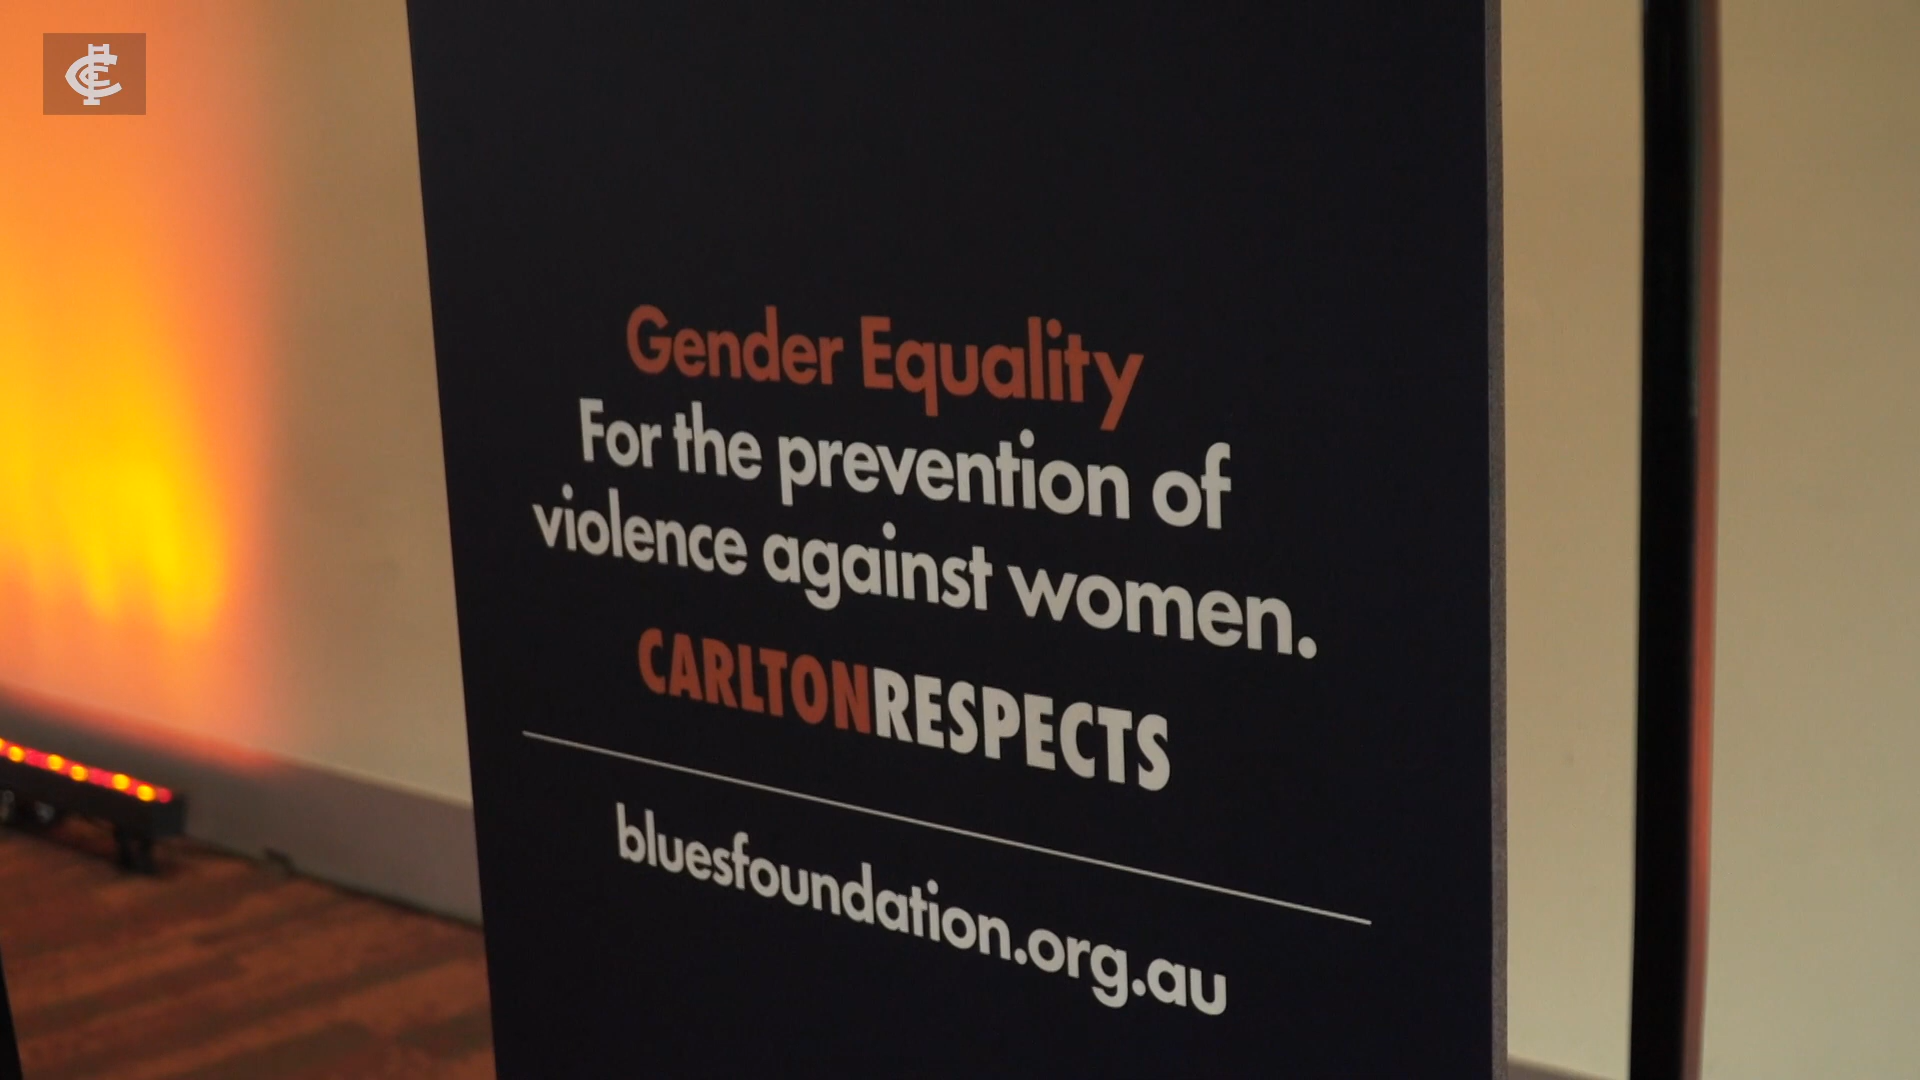 Gender Equality
For the prevention of
violence against women.
CARLTONRESPECTS
bluesfoundation.org.au